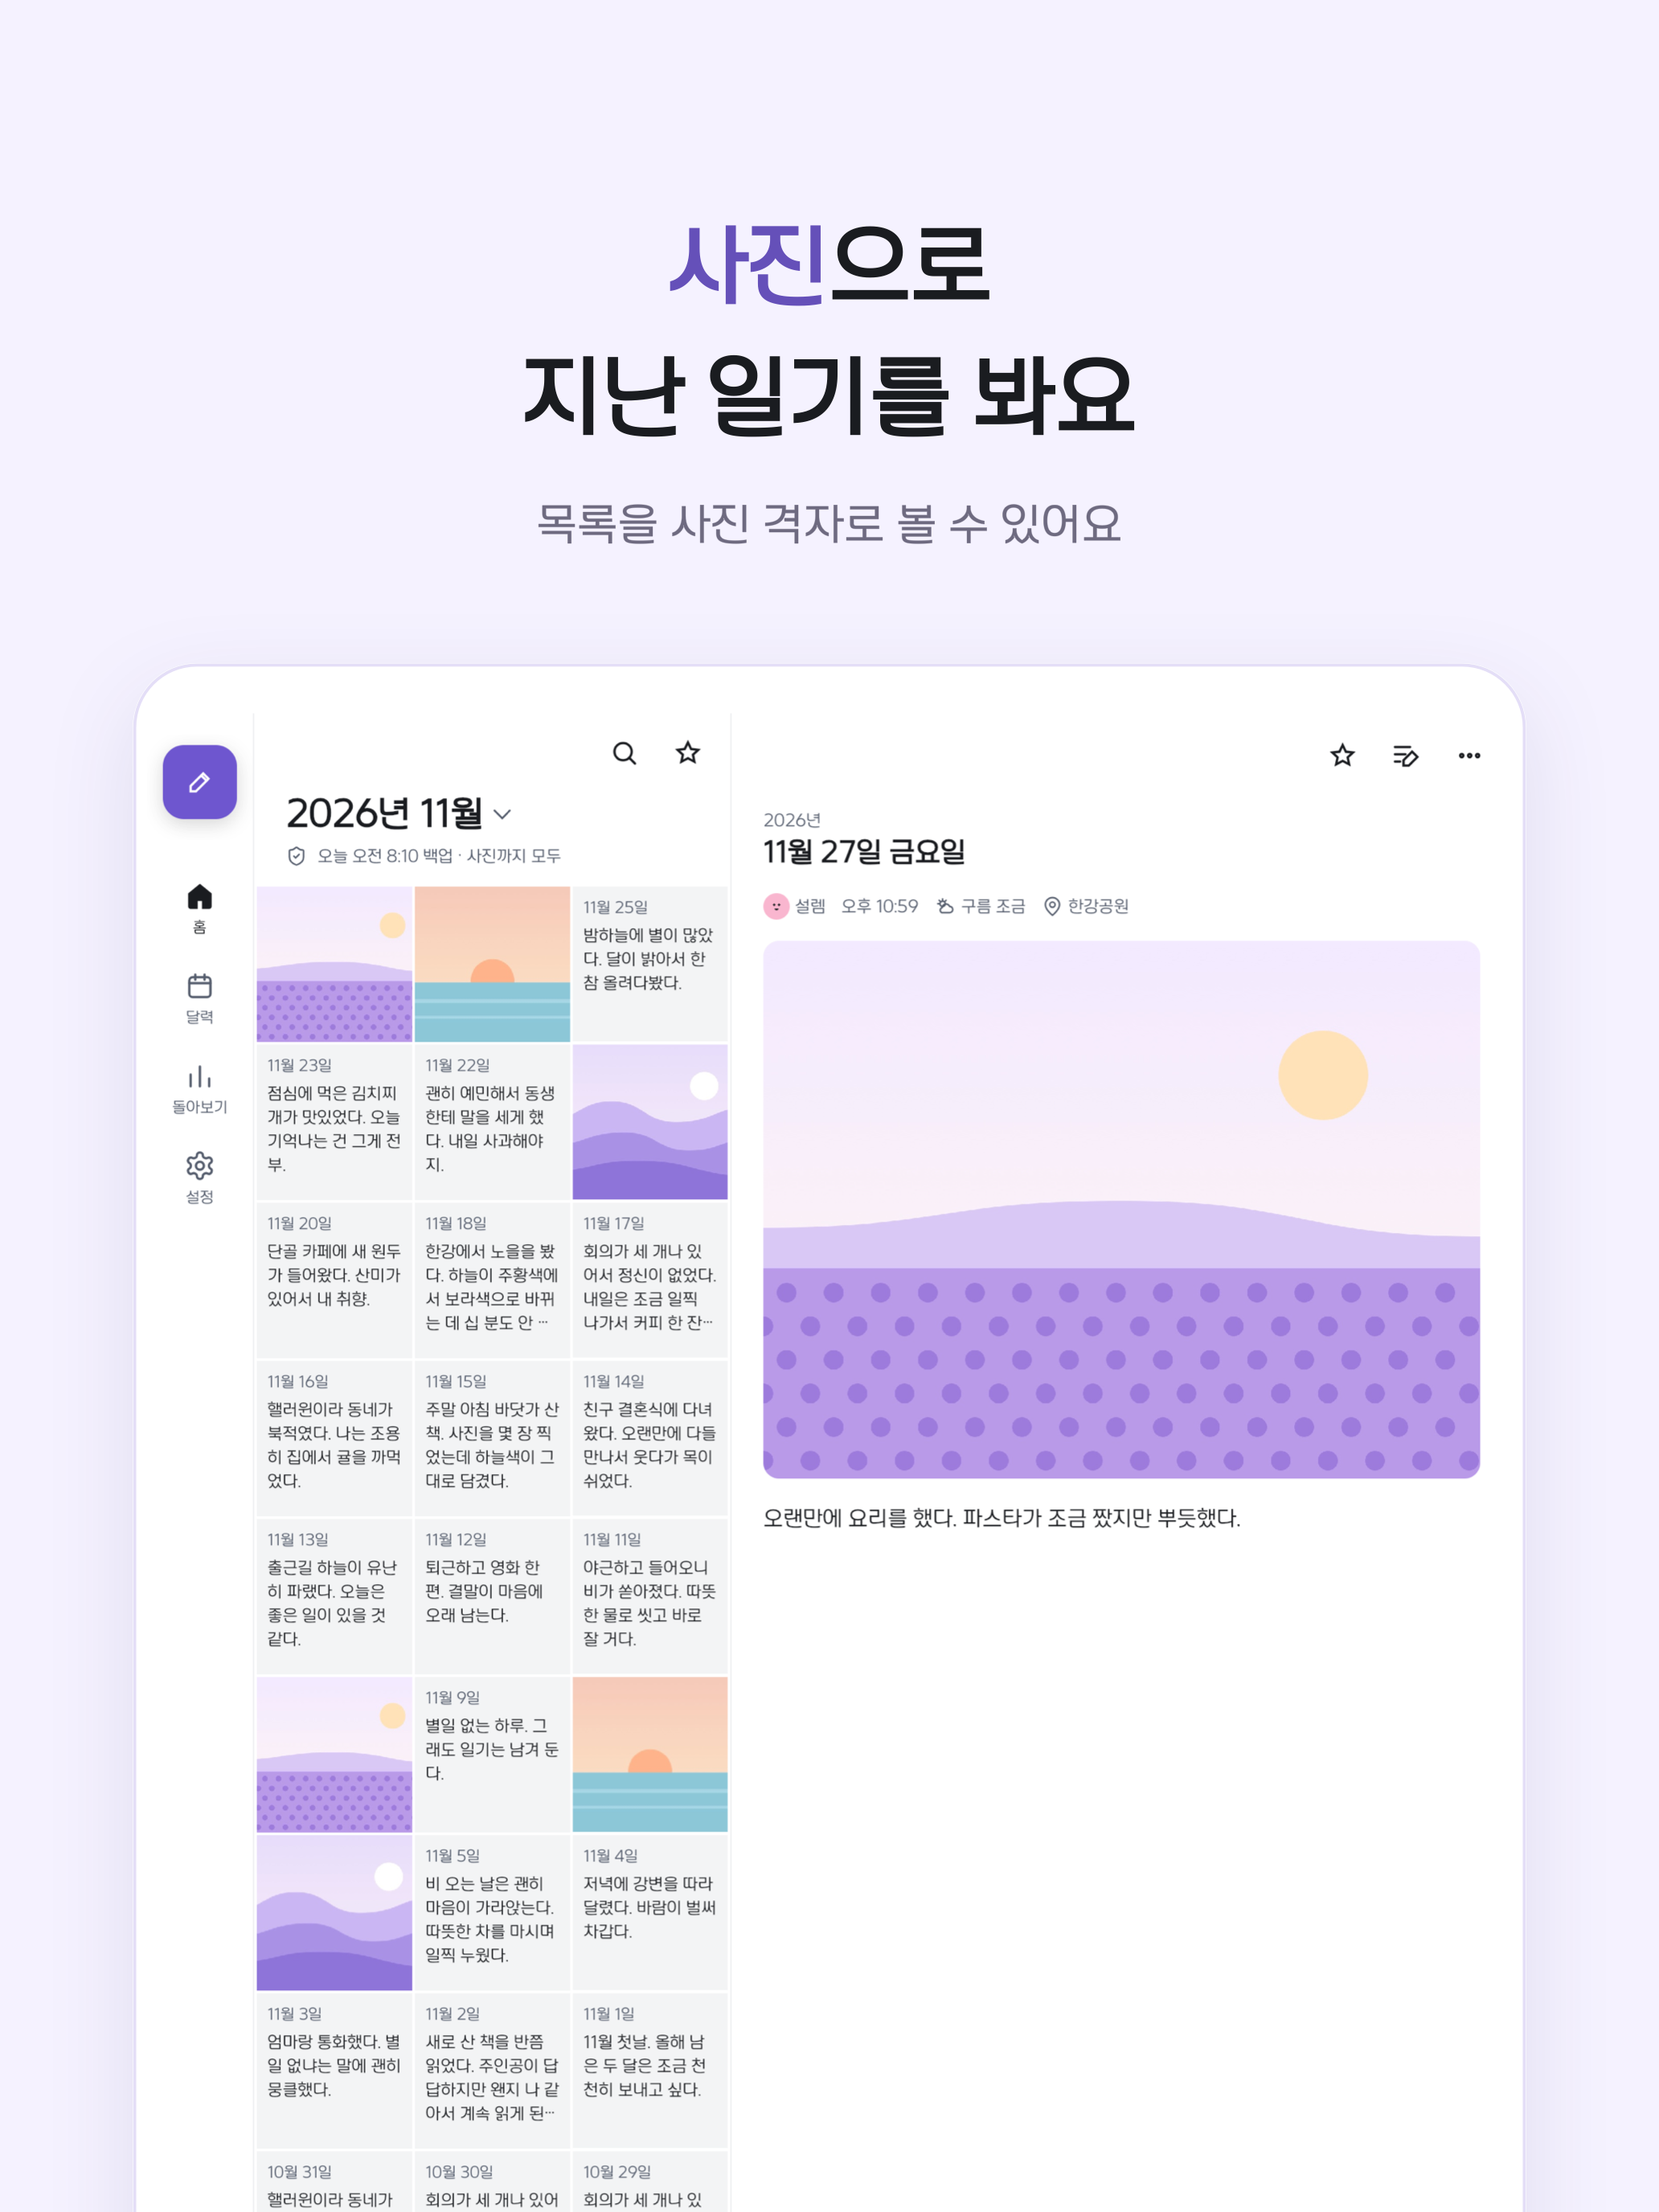 사진으로
지난 일기를 봐요
목록을 사진 격자로 볼 수 있어요
홈
달력
돌아보기
설정
2026년 11월
오늘 오전 8:10 백업 · 사진까지 모두
11월 25일
밤하늘에 별이 많았
다. 달이 밝아서 한
참 올려다봤다.
11월 23일
점심에 먹은 김치찌
개가 맛있었다. 오늘
기억나는 건 그게 전
부.
11월 22일
괜히 예민해서 동생
한테 말을 세게 했
다. 내일 사과해야
지.
11월 20일
단골 카페에 새 원두
가 들어왔다. 산미가
있어서 내 취향.
11월 18일
한강에서 노을을 봤
다. 하늘이 주황색에
서 보라색으로 바뀌
는 데 십 분도 안 …
11월 17일
회의가 세 개나 있
어서 정신이 없었다.
내일은 조금 일찍
나가서 커피 한 잔…
11월 16일
핼러윈이라 동네가
북적였다. 나는 조용
히 집에서 귤을 까먹
었다.
11월 15일
주말 아침 바닷가 산
책. 사진을 몇 장 찍
었는데 하늘색이 그
대로 담겼다.
11월 14일
친구 결혼식에 다녀
왔다. 오랜만에 다들
만나서 웃다가 목이
쉬었다.
11월 13일
출근길 하늘이 유난
히 파랬다. 오늘은
좋은 일이 있을 것
같다.
11월 12일
퇴근하고 영화 한
편. 결말이 마음에
오래 남는다.
11월 11일
야근하고 들어오니
비가 쏟아졌다. 따뜻
한 물로 씻고 바로
잘 거다.
11월 9일
별일 없는 하루. 그
래도 일기는 남겨 둔
다.
11월 5일
비 오는 날은 괜히
마음이 가라앉는다.
따뜻한 차를 마시며
일찍 누웠다.
11월 4일
저녁에 강변을 따라
달렸다. 바람이 벌써
차갑다.
11월 3일
엄마랑 통화했다. 별
일 없냐는 말에 괜히
뭉클했다.
11월 2일
새로 산 책을 반쯤
읽었다. 주인공이 답
답하지만 왠지 나 같
아서 계속 읽게 된…
11월 1일
11월 첫날. 올해 남
은 두 달은 조금 천
천히 보내고 싶다.
10월 31일
핼러윈이라 동네가
10월 30일
회의가 세 개나 있어
10월 29일
회의가 세 개나 있
2026년
11월 27일 금요일
설렘 오후 10:59 구름 조금 한강공원
오랜만에 요리를 했다. 파스타가 조금 짰지만 뿌듯했다.